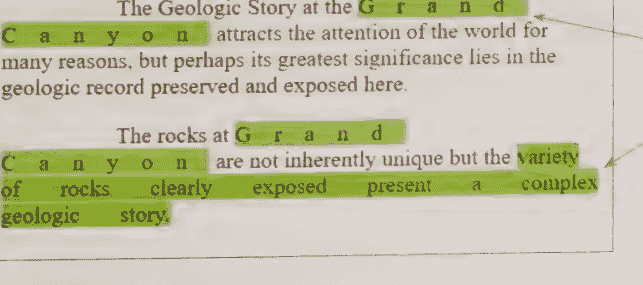 The Geologic Story at the G r a n d
C a n y o n attracts the attention of the world for
many reasons, but perhaps its greatest significance lies in the
geologic record preserved and exposed here.
The rocks at G r a n d
C a n y o n are not inherently unique but the variety
of rocks clearly exposed present a complex
geologic story.